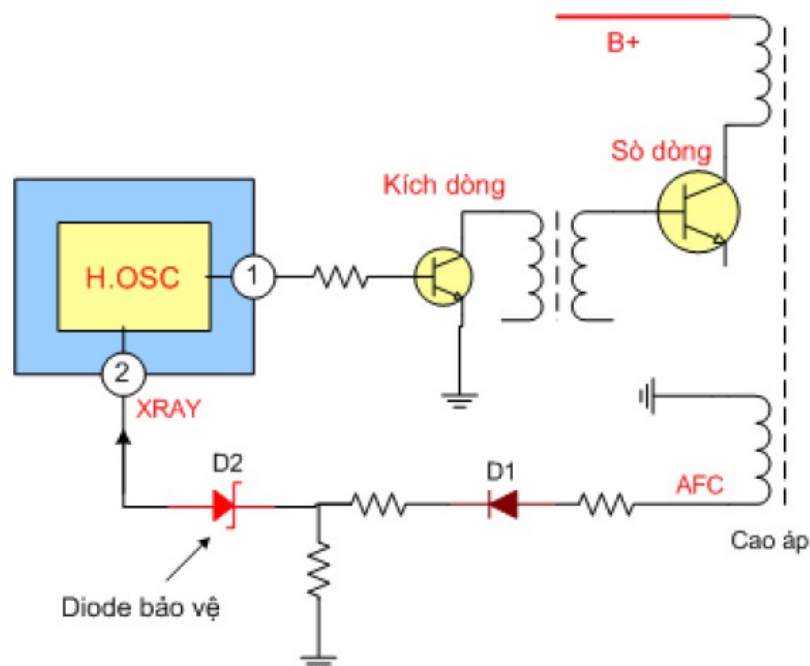 B+
Sò dòng
Kích dòng
H.OSC
1
2
XRAY
D2
D1
AFC
Cao áp
Diode bảo vệ